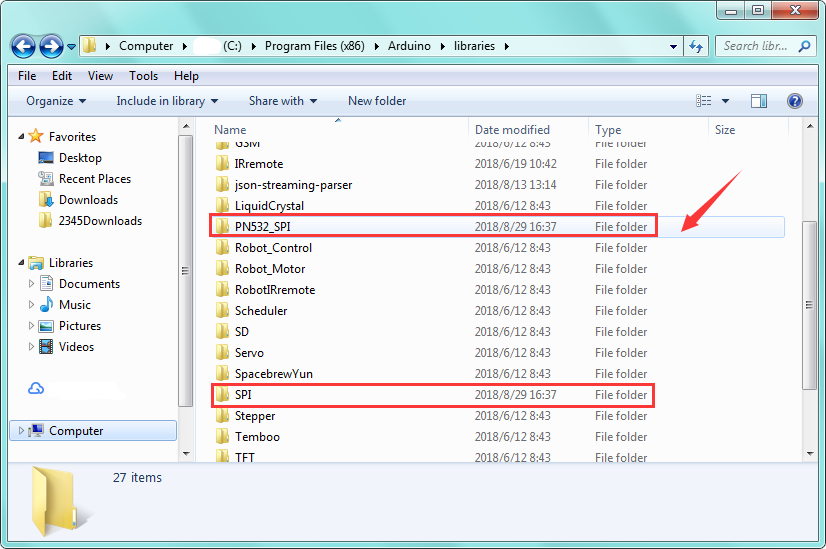 Computer (C:) Program Files (x86) Arduino libraries Search libr...
File Edit View Tools Help
Organize Include in library Share with New folder
Favorites
Desktop
Recent Places
Downloads
2345Downloads
Libraries
Documents
Music
Pictures
Videos
Computer
Name Date modified Type Size
GSM 2018/6/12 8:43 File folder
IRremote 2018/6/19 10:42 File folder
json-streaming-parser 2018/8/13 13:14 File folder
LiquidCrystal 2018/6/12 8:43 File folder
PN532_SPI 2018/8/29 16:37 File folder
Robot_Control 2018/6/12 8:43 File folder
Robot_Motor 2018/6/12 8:43 File folder
RobotIRremote 2018/6/12 8:43 File folder
Scheduler 2018/6/12 8:43 File folder
SD 2018/6/12 8:43 File folder
Servo 2018/6/12 8:43 File folder
SpacebrewYun 2018/6/12 8:43 File folder
SPI 2018/8/29 16:37 File folder
Stepper 2018/6/12 8:43 File folder
Temboo 2018/6/12 8:43 File folder
TFT 2018/6/12 8:43 File folder
27 items